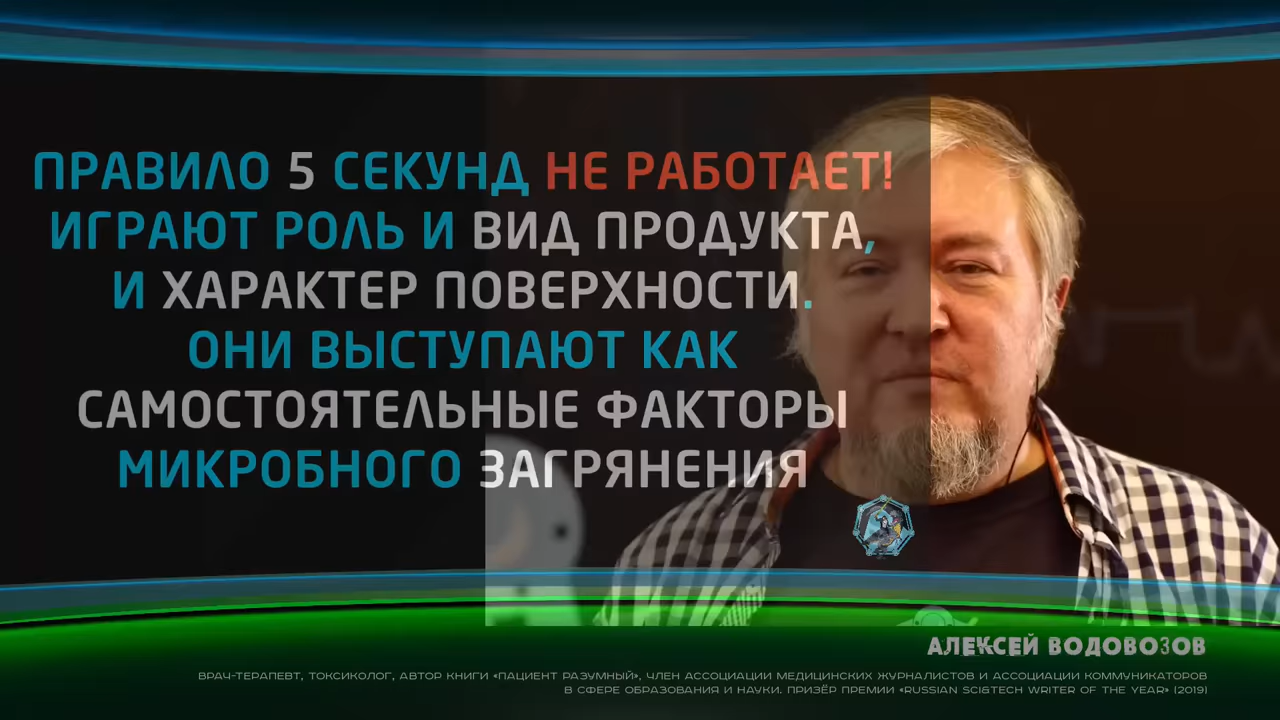 ПРАВИЛО 5 СЕКУНД НЕ РАБОТАЕТ!
ИГРАЮТ РОЛЬ И ВИД ПРОДУКТА,
И ХАРАКТЕР ПОВЕРХНОСТИ.
ОНИ ВЫСТУПАЮТ КАК
САМОСТОЯТЕЛЬНЫЕ ФАКТОРЫ
МИКРОБНОГО ЗАГРЯНЕНИЯ
АЛЕКСЕЙ ВОДОВОЗОВ
ВРАЧ-ТЕРАПЕВТ, ТОКСИКОЛОГ, АВТОР КНИГИ «ПАЦИЕНТ РАЗУМНЫЙ», ЧЛЕН АССОЦИАЦИИ МЕДИЦИНСКИХ ЖУРНАЛИСТОВ И АССОЦИАЦИИ КОММУНИКАТОРОВ
В СФЕРЕ ОБРАЗОВАНИЯ И НАУКИ. ПРИЗЁР ПРЕМИИ «RUSSIAN SCI&TECH WRITER OF THE YEAR» (2019)